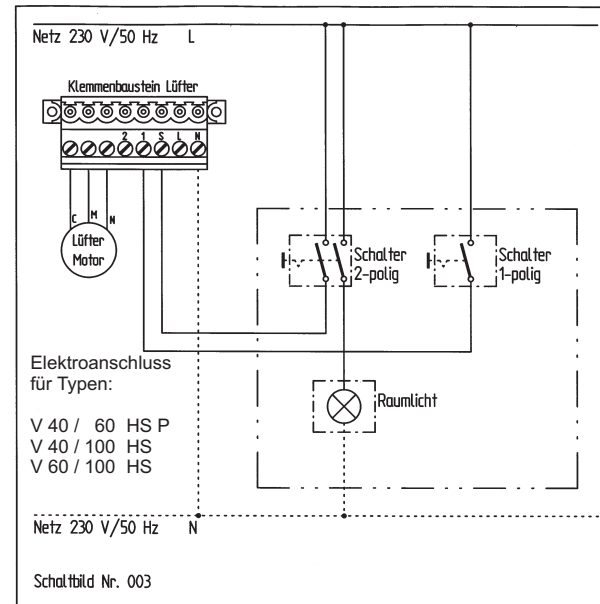 Netz 230 V/50 Hz L
Klemmenbaustein Lüfter
2 1 S L N
C M N
Lüfter
Motor
Schalter
2-polig
Schalter
1-polig
Elektroanschluss
für Typen:
Raumlicht
V 40 / 60 HS P
V 40 / 100 HS
V 60 / 100 HS
Netz 230 V/50 Hz N
Schaltbild Nr. 003